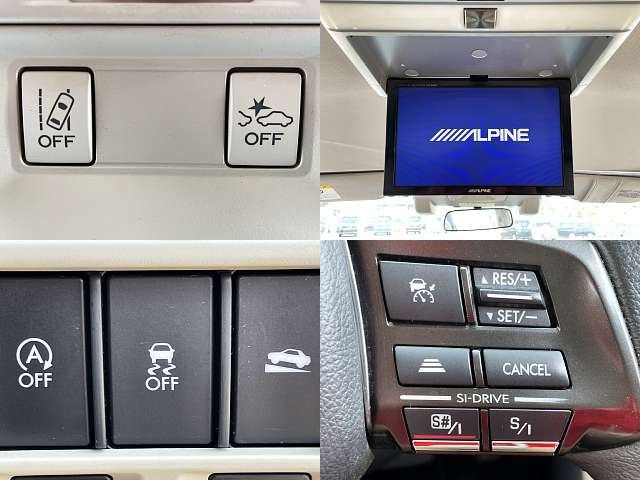 OFF
OFF
ALPINE
ALPINE
A
OFF
OFF
RES/+
SET/−
CANCEL
SI-DRIVE
S#/I
S/I